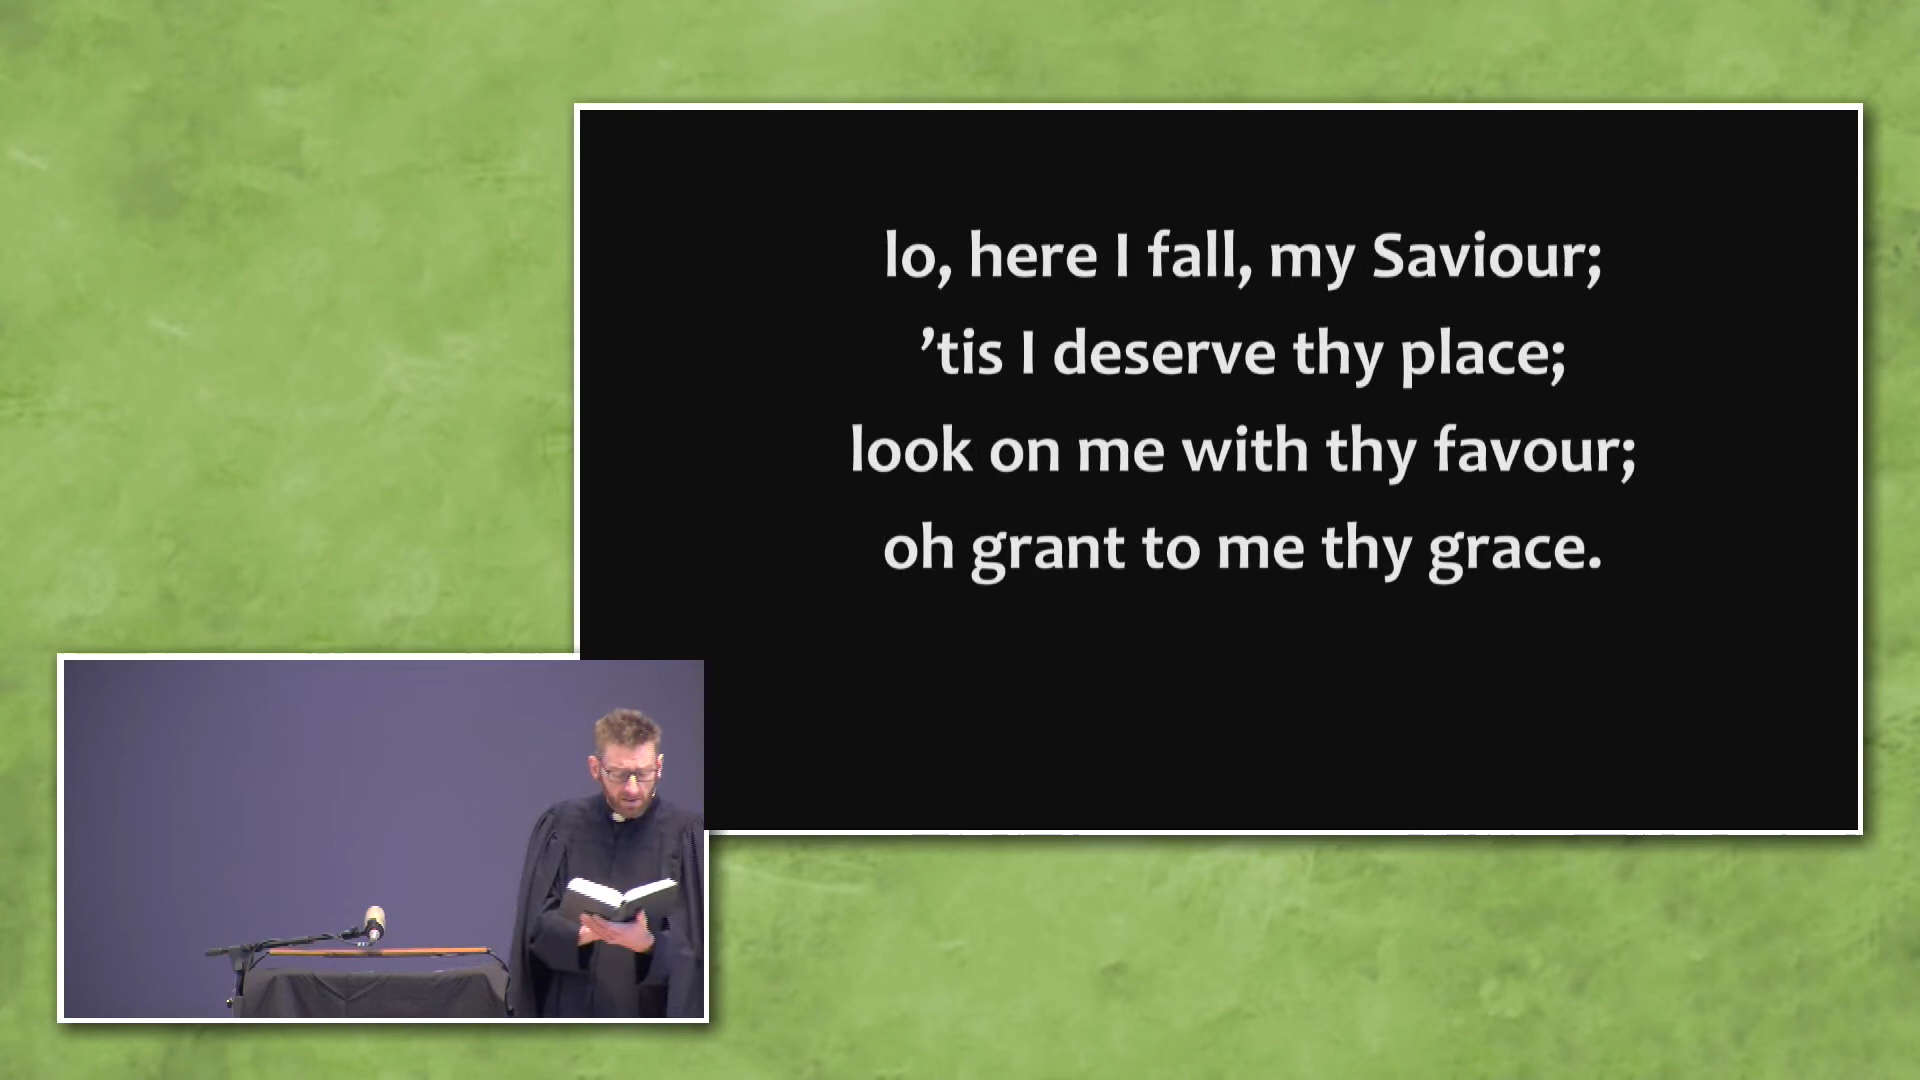 lo, here I fall, my Saviour;
’tis I deserve thy place;
look on me with thy favour;
oh grant to me thy grace.